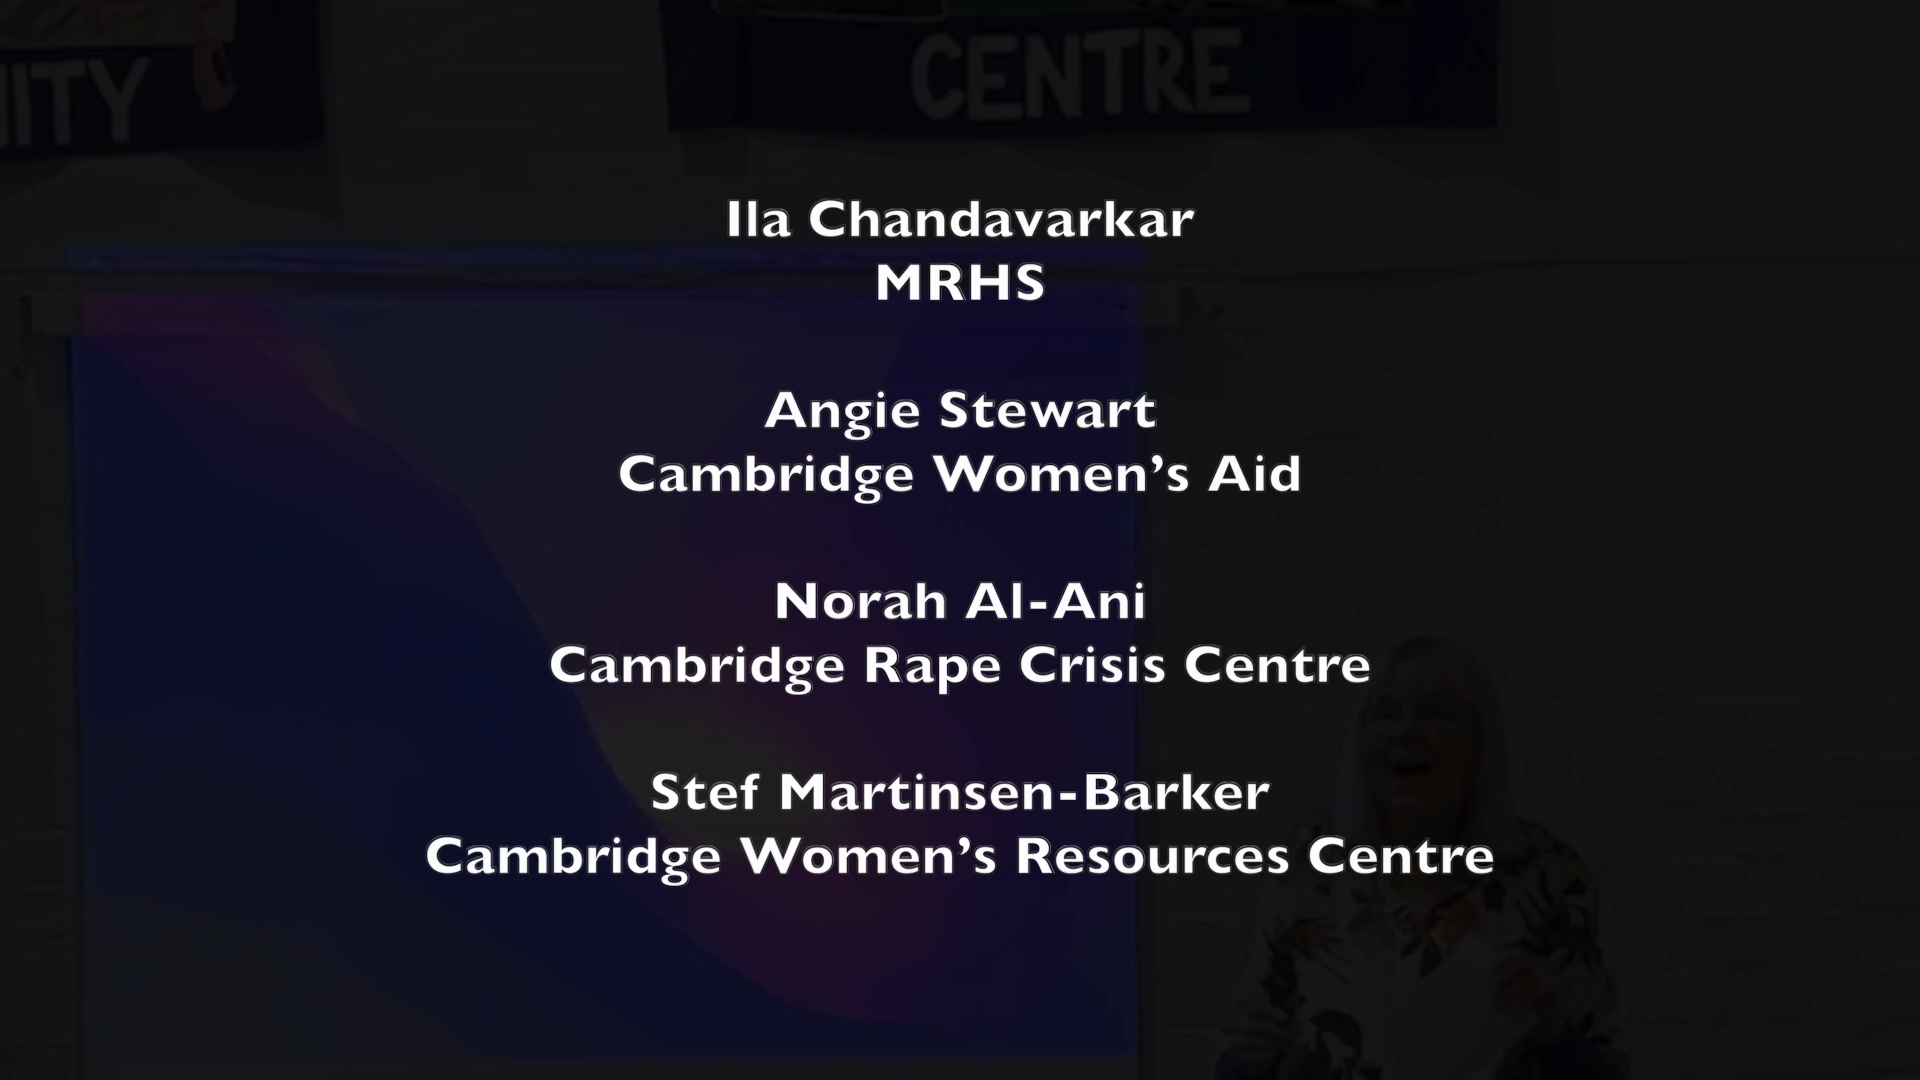 NITY
CENTRE
Ila Chandavarkar
MRHS
Angie Stewart
Cambridge Women’s Aid
Norah Al-Ani
Cambridge Rape Crisis Centre
Stef Martinsen-Barker
Cambridge Women’s Resources Centre